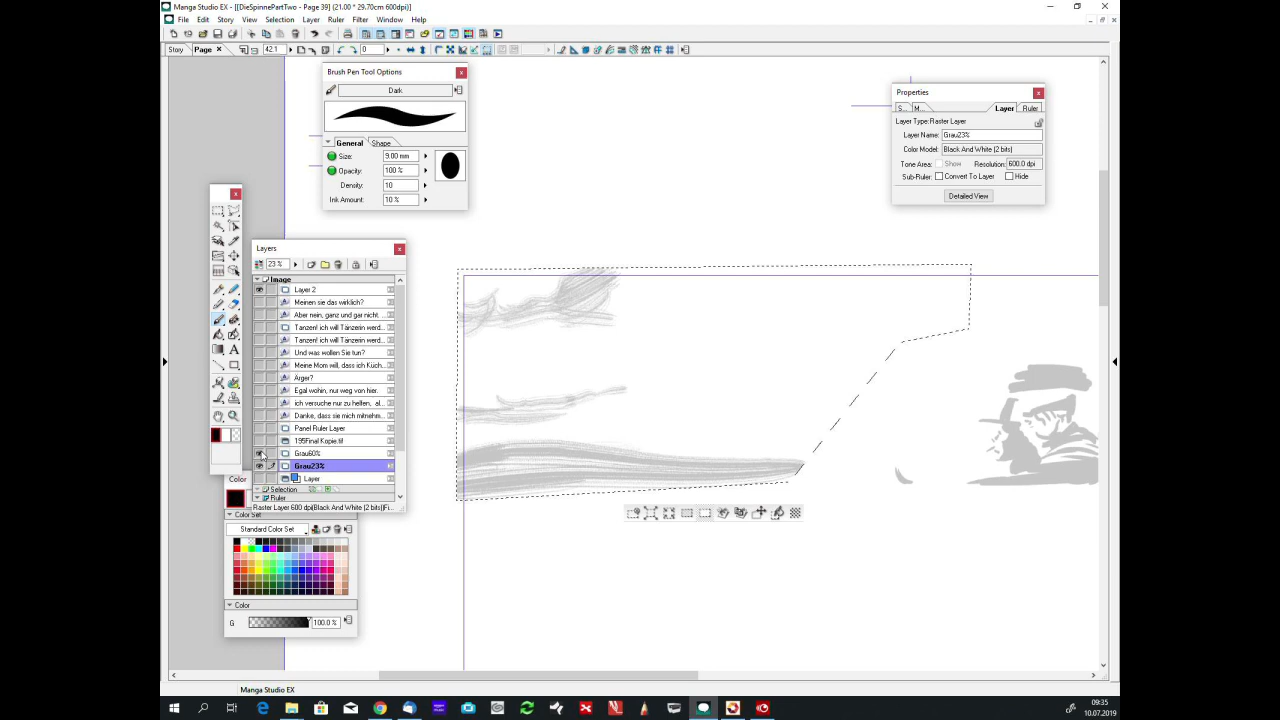 Manga Studio EX - [[DieSpinnePartTwo - Page 39] (21.00 * 29.70cm 600dpi)]
File Edit Story View Selection Layer Ruler Filter Window Help
Story Page 42.1 0
Brush Pen Tool Options
Dark
General Shape
Size: 9.00 mm
Opacity: 100 %
Density: 10
Ink Amount: 10 %
Properties
S... M... Layer Ruler
Layer Type: Raster Layer
Layer Name: Grau23%
Color Model: Black And White (2 bits)
Tone Area: Show Resolution: 600.0 dpi
Sub-Ruler: Convert To Layer Hide
Detailed View
Layers
23 %
Image
Layer 2
Meinen sie das wirklich?
Aber nein, ganz und gar nicht
Tanzen! ich will Tänzerin werd...
Tanzen! ich will Tänzerin werd...
Und was wollen Sie tun?
Meine Mom will, dass ich Küch...
Ärger?
Egal wohin, nur weg von hier.
ich versuche nur zu helfen, al...
Danke, dass sie mich mitnehm...
Panel Ruler Layer
195Final Kopie.tif
Grau60%
Grau23%
Layer
Selection
Ruler
Raster Layer 600 dpi(Black And White (2 bits))Fi...
Color
Color Set
Standard Color Set
Color
G 100.0 %
Manga Studio EX
09:35
10.07.2019